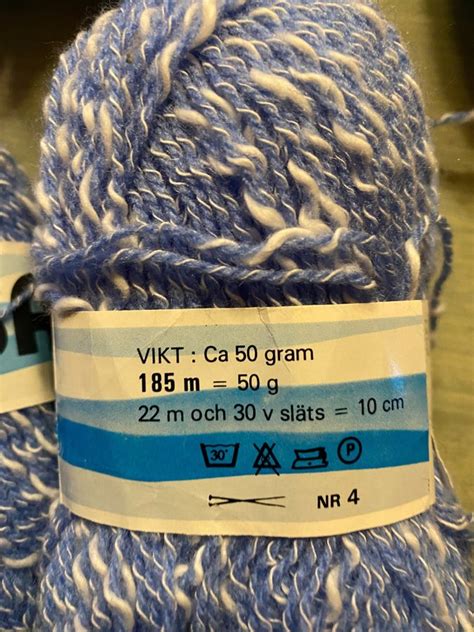 VIKT : Ca 50 gram
185 m = 50 g
22 m och 30 v släts = 10 cm
30° P
NR 4